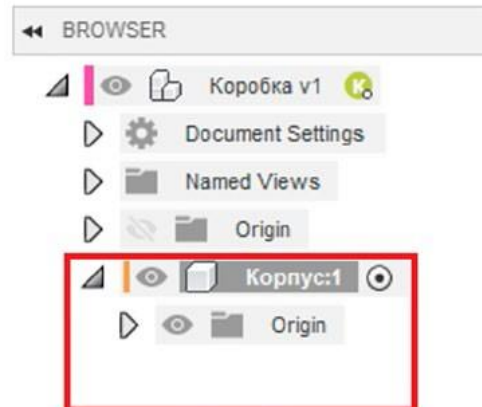 BROWSER
Коробка v1 K
Document Settings
Named Views
Origin
Корпус:1
Origin